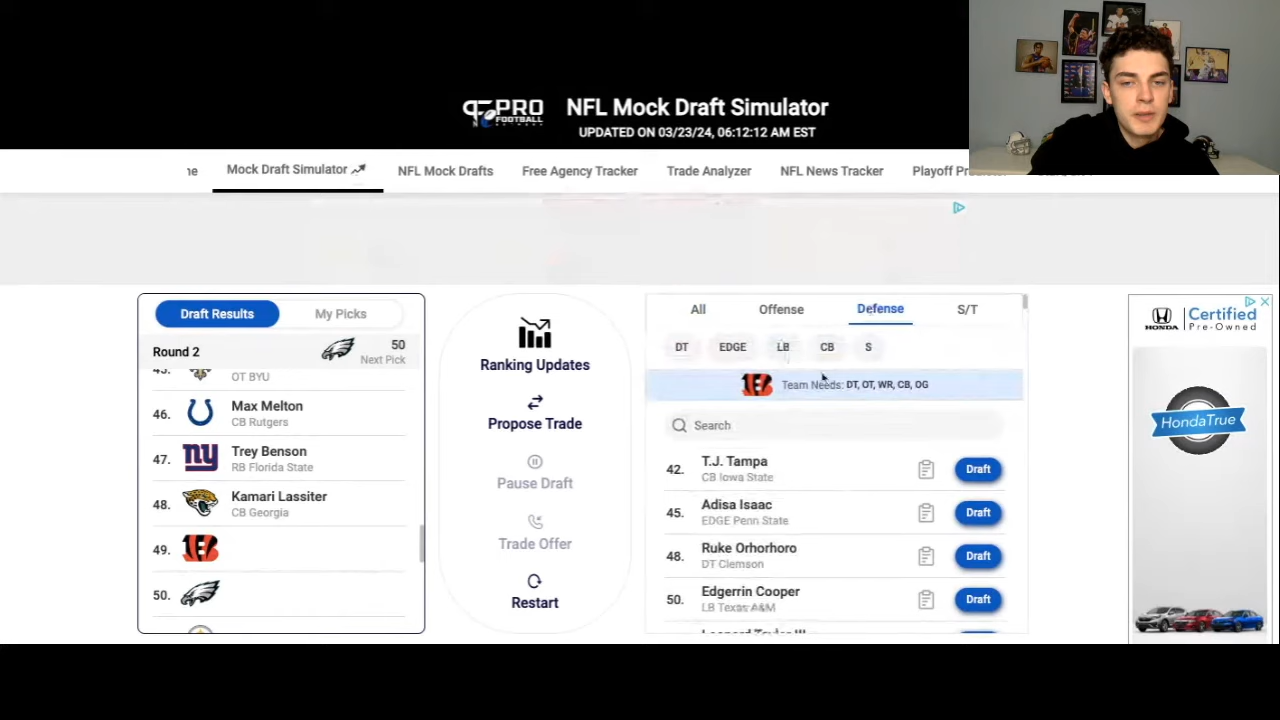 PRO
FOOTBALL
NETWORK
NFL Mock Draft Simulator
UPDATED ON 03/23/24, 06:12:12 AM EST
ne
Mock Draft Simulator
NFL Mock Drafts
Free Agency Tracker
Trade Analyzer
NFL News Tracker
Playoff
Draft Results
My Picks
Round 2
50
Next Pick
OT BYU
46.
Max Melton
CB Rutgers
47.
ny
Trey Benson
RB Florida State
48.
Kamari Lassiter
CB Georgia
49.
50.
Ranking Updates
Propose Trade
Pause Draft
Trade Offer
Restart
All
Offense
Defense
S/T
DT
EDGE
LB
CB
S
Team Needs: DT, OT, WR, CB, OG
Search
42.
T.J. Tampa
CB Iowa State
Draft
45.
Adisa Isaac
EDGE Penn State
Draft
48.
Ruke Orhorhoro
DT Clemson
Draft
50.
Edgerrin Cooper
LB Texas A&M
Draft
HONDA
Certified
Pre-Owned
HondaTrue